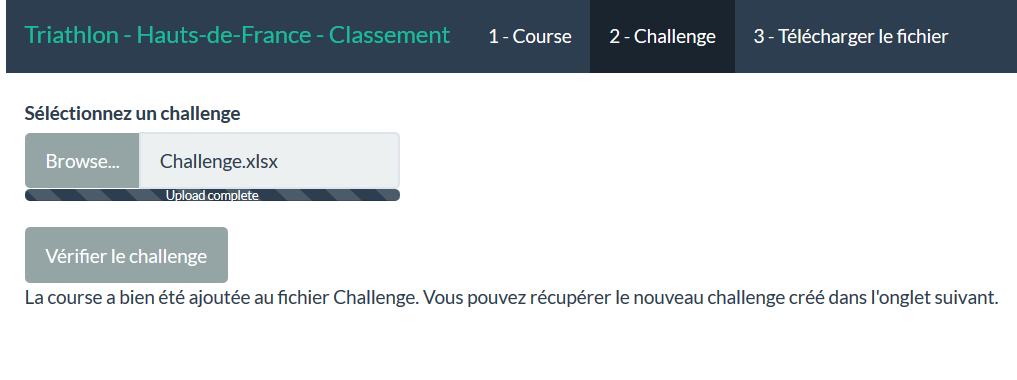 Triathlon - Hauts-de-France - Classement 1 - Course 2 - Challenge 3 - Télécharger le fichier
Séléctionnez un challenge
Browse... Challenge.xlsx
Upload complete
Vérifier le challenge
La course a bien été ajoutée au fichier Challenge. Vous pouvez récupérer le nouveau challenge créé dans l'onglet suivant.